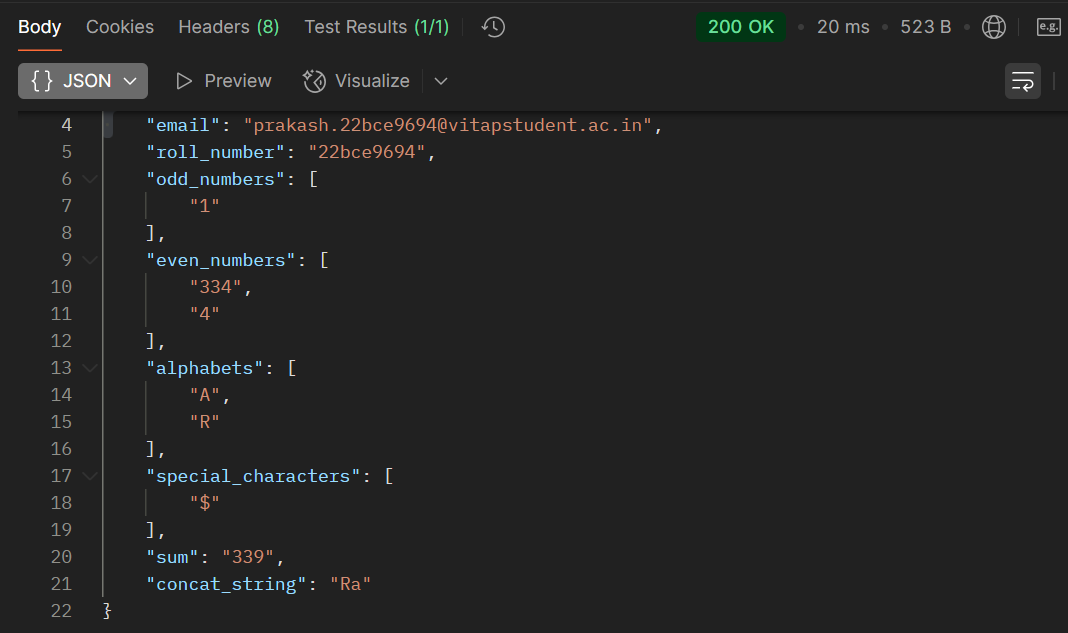 Body Cookies Headers (8) Test Results (1/1) 200 OK • 20 ms • 523 B • e.g.
{} JSON Preview Visualize
4 "email": "prakash.22bce9694@vitapstudent.ac.in",
5 "roll_number": "22bce9694",
6 "odd_numbers": [
7 "1"
8 ],
9 "even_numbers": [
10 "334",
11 "4"
12 ],
13 "alphabets": [
14 "A",
15 "R"
16 ],
17 "special_characters": [
18 "$"
19 ],
20 "sum": "339",
21 "concat_string": "Ra"
22 }